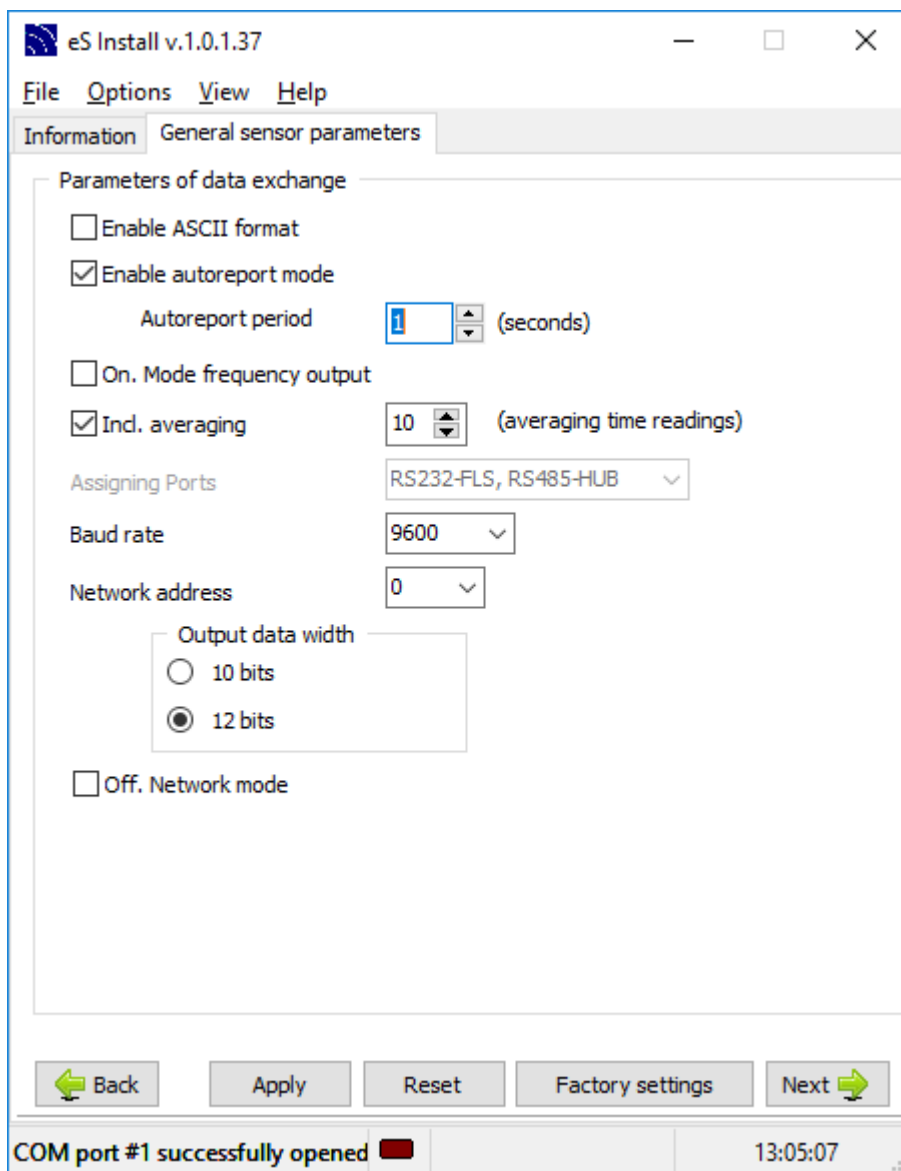 eS Install v.1.0.1.37
File Options View Help
Information General sensor parameters
Parameters of data exchange
Enable ASCII format
Enable autoreport mode
Autoreport period 1 (seconds)
On. Mode frequency output
Incl. averaging 10 (averaging time readings)
Assigning Ports RS232-FLS, RS485-HUB
Baud rate 9600
Network address 0
Output data width
10 bits
12 bits
Off. Network mode
Back Apply Reset Factory settings Next
COM port #1 successfully opened 13:05:07